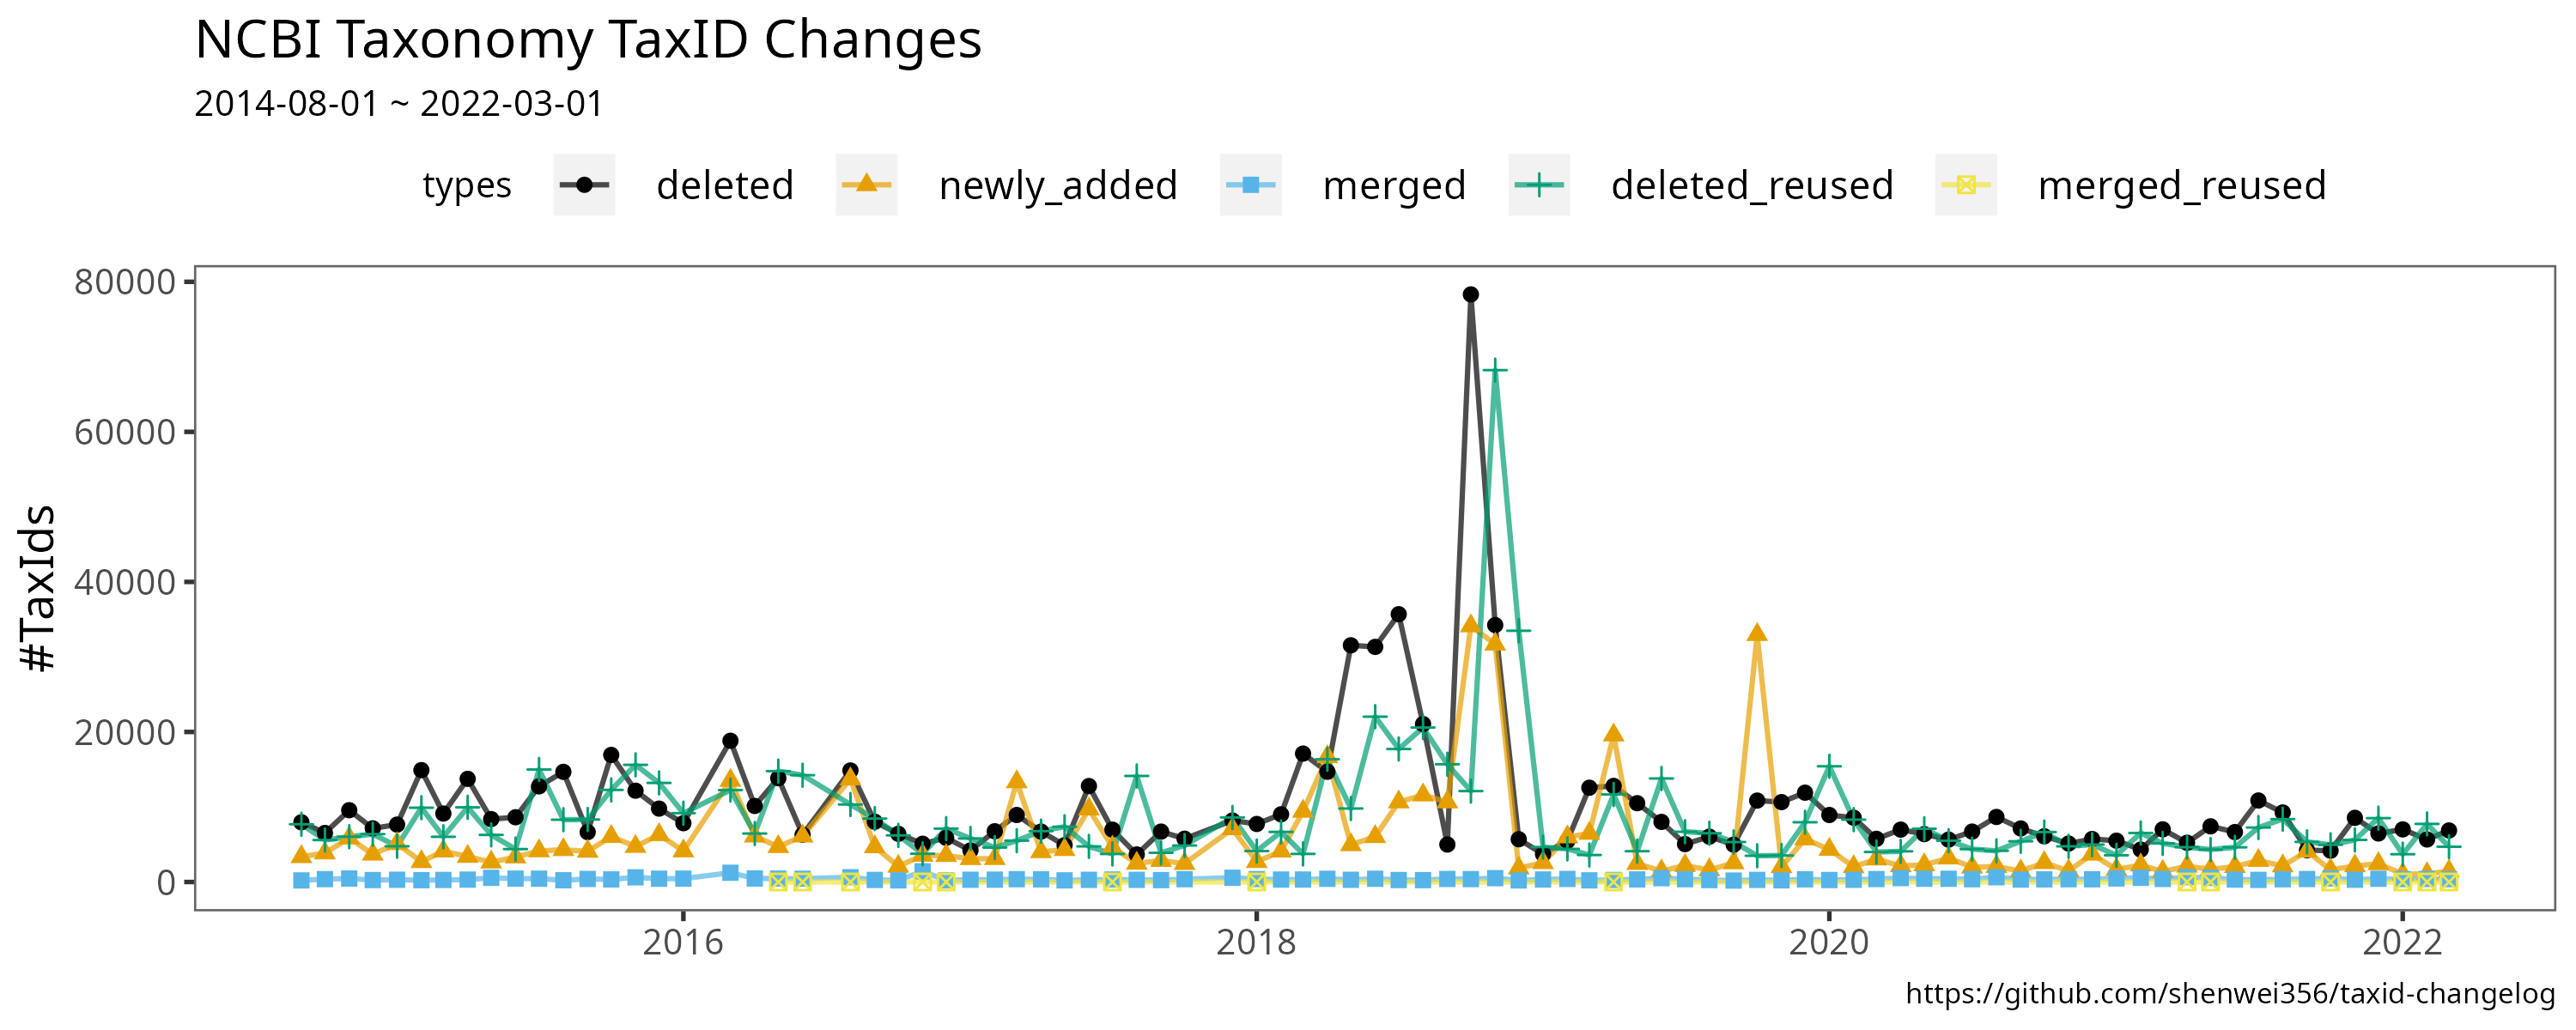 NCBI Taxonomy TaxID Changes
2014-08-01 ~ 2022-03-01
types deleted newly_added merged deleted_reused merged_reused
80000
60000
40000
20000
0
#TaxIds
2016 2018 2020 2022
https://github.com/shenwei356/taxid-changelog